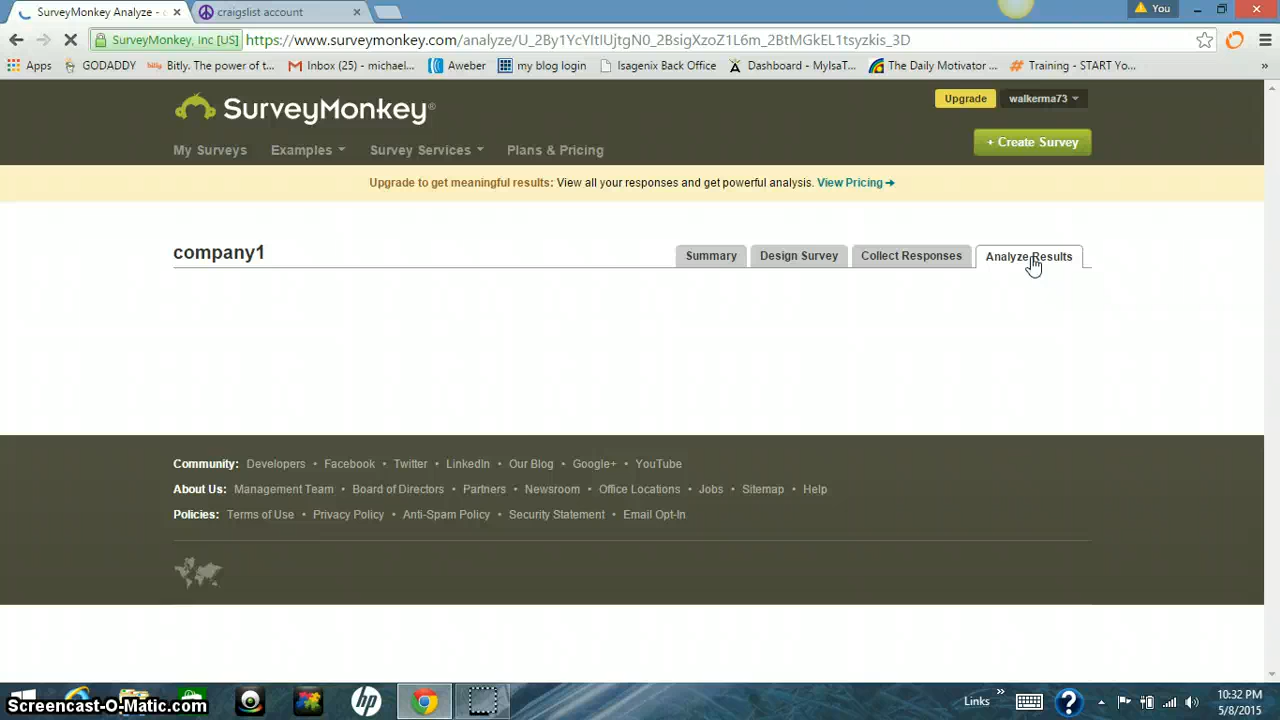 SurveyMonkey Analyze - c
craigslist account
You
SurveyMonkey, Inc [US] https://www.surveymonkey.com/analyze/U_2By1YcYItIUjtgN0_2BsigXzoZ1L6m_2BtMGkEL1tsyzkis_3D
Apps GODADDY Bitly. The power of t... Inbox (25) - michael... Aweber my blog login Isagenix Back Office Dashboard - MyIsaT... The Daily Motivator ... Training - START Yo... »
SurveyMonkey®
Upgrade walkerma73
My Surveys Examples Survey Services Plans & Pricing
+ Create Survey
Upgrade to get meaningful results: View all your responses and get powerful analysis. View Pricing
company1
Summary Design Survey Collect Responses Analyze Results
Community: Developers • Facebook • Twitter • LinkedIn • Our Blog • Google+ • YouTube
About Us: Management Team • Board of Directors • Partners • Newsroom • Office Locations • Jobs • Sitemap • Help
Policies: Terms of Use • Privacy Policy • Anti-Spam Policy • Security Statement • Email Opt-In
hp
Links »
10:32 PM
5/8/2015
Screencast-O-Matic.com